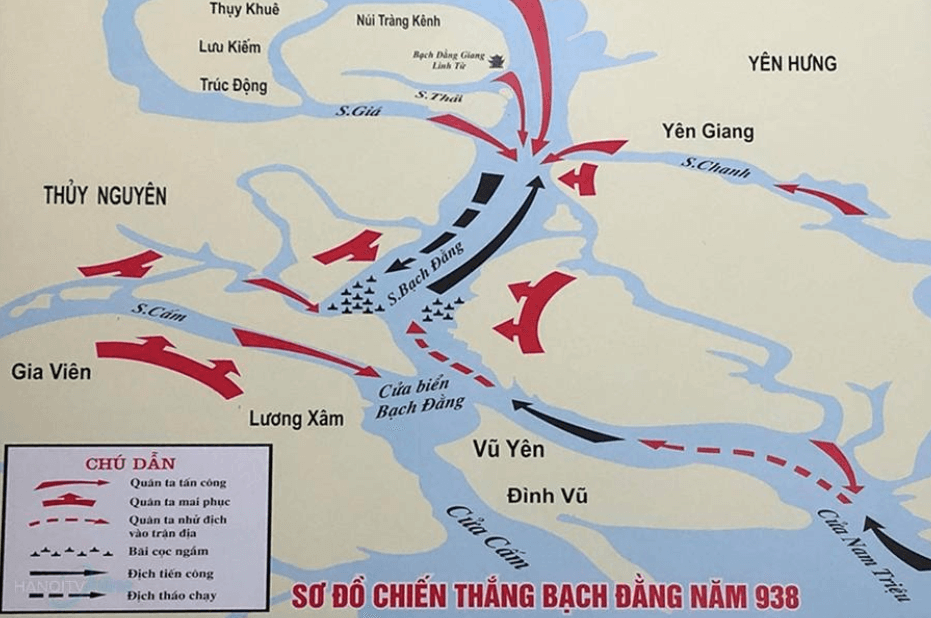 Thụy Khuê
Núi Tràng Kênh
Lưu Kiếm
Bạch Đằng Giang
Linh Từ
YÊN HƯNG
Trúc Động
S.Thái
S.Giá
Yên Giang
S.Chanh
THỦY NGUYÊN
S.Bạch Đằng
S.Cấm
Gia Viên
Cửa biển
Bạch Đằng
Lương Xâm
Vũ Yên
Đình Vũ
Cửa Cấm
Cửa Nam Triệu
CHÚ DẪN
Quân ta tấn công
Quân ta mai phục
Quân ta nhử địch
vào trận địa
Bãi cọc ngầm
Địch tiến công
Địch tháo chạy
HANOITV
SƠ ĐỒ CHIẾN THẮNG BẠCH ĐẰNG NĂM 938